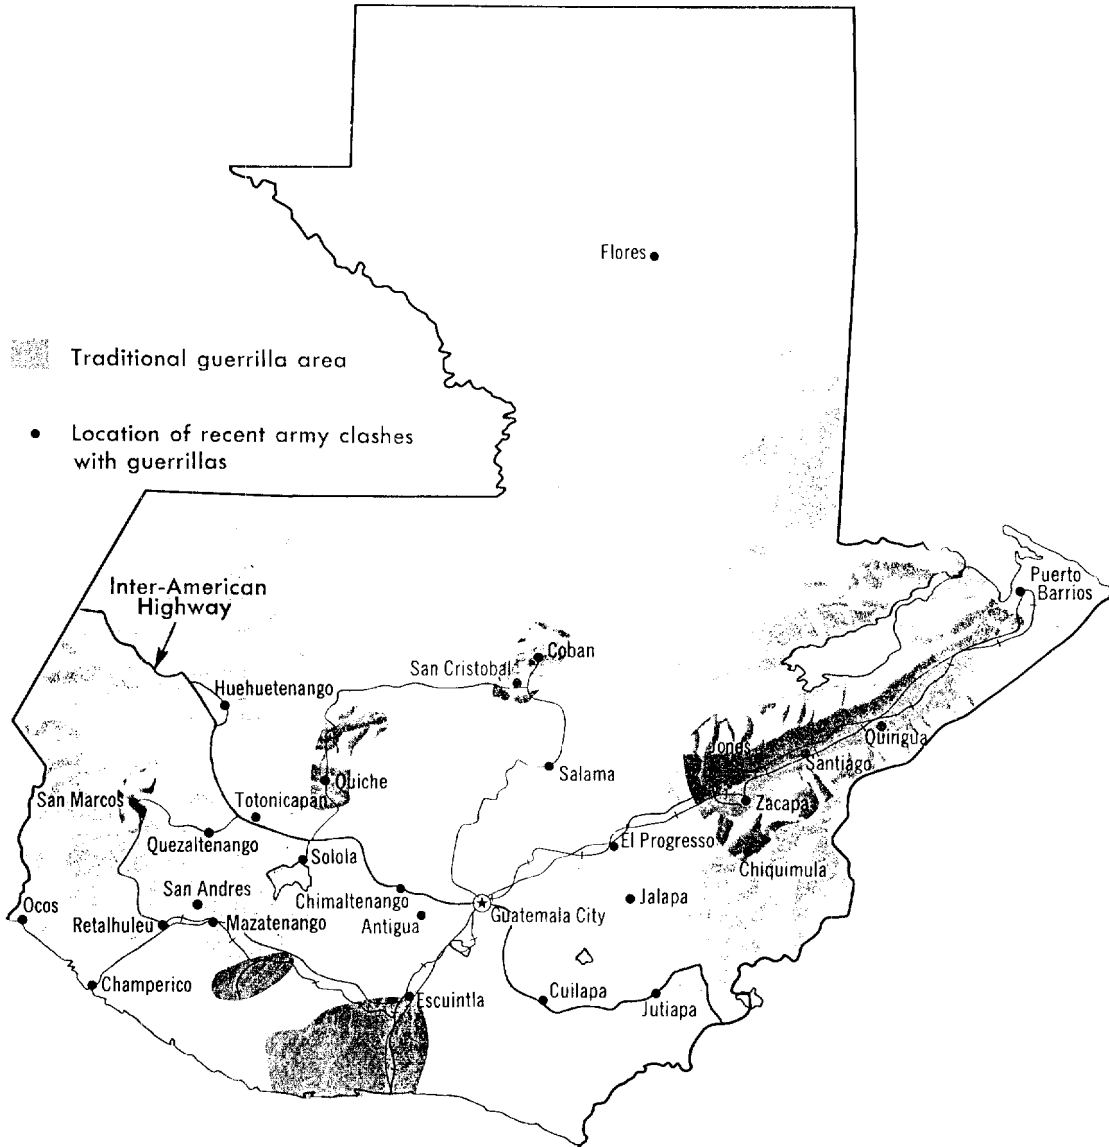 Flores
Traditional guerrilla area
Location of recent army clashes
with guerrillas
Inter-American
Highway
Puerto
Barrios
Coban
San Cristobal
Huehuetenango
Quirigua
Jones
Santiago
Salama
Quiche
San Marcos
Totonicapan
Zacapa
Quezaltenango
El Progresso
Solola
Chiquimula
San Andres
Chimaltenango
Jalapa
Ocos
Guatemala City
Retalhuleu
Mazatenango
Antigua
Champerico
Escuintla
Cuilapa
Jutiapa